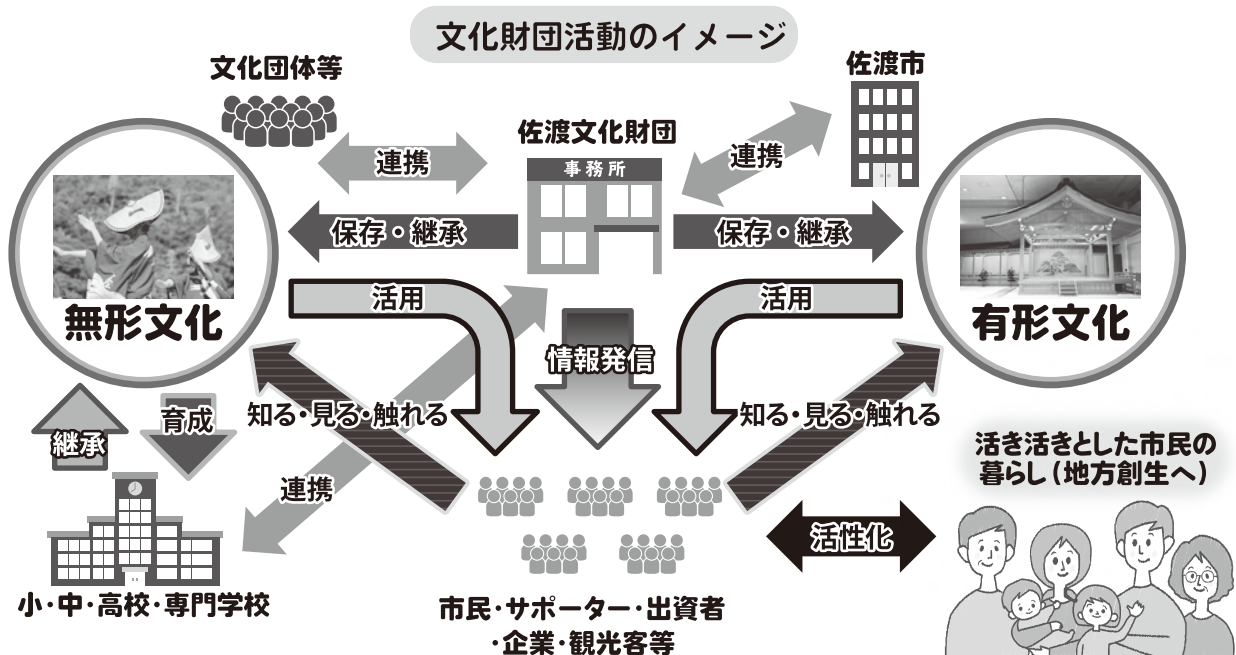 文化財団活動のイメージ
文化団体等
佐渡市
佐渡文化財団
事務所
連携
連携
保存・継承
保存・継承
無形文化
有形文化
活用
活用
情報発信
知る・見る・触れる
知る・見る・触れる
継承
育成
連携
活き活きとした市民の
暮らし(地方創生へ)
活性化
小・中・高校・専門学校
市民・サポーター・出資者
・企業・観光客等